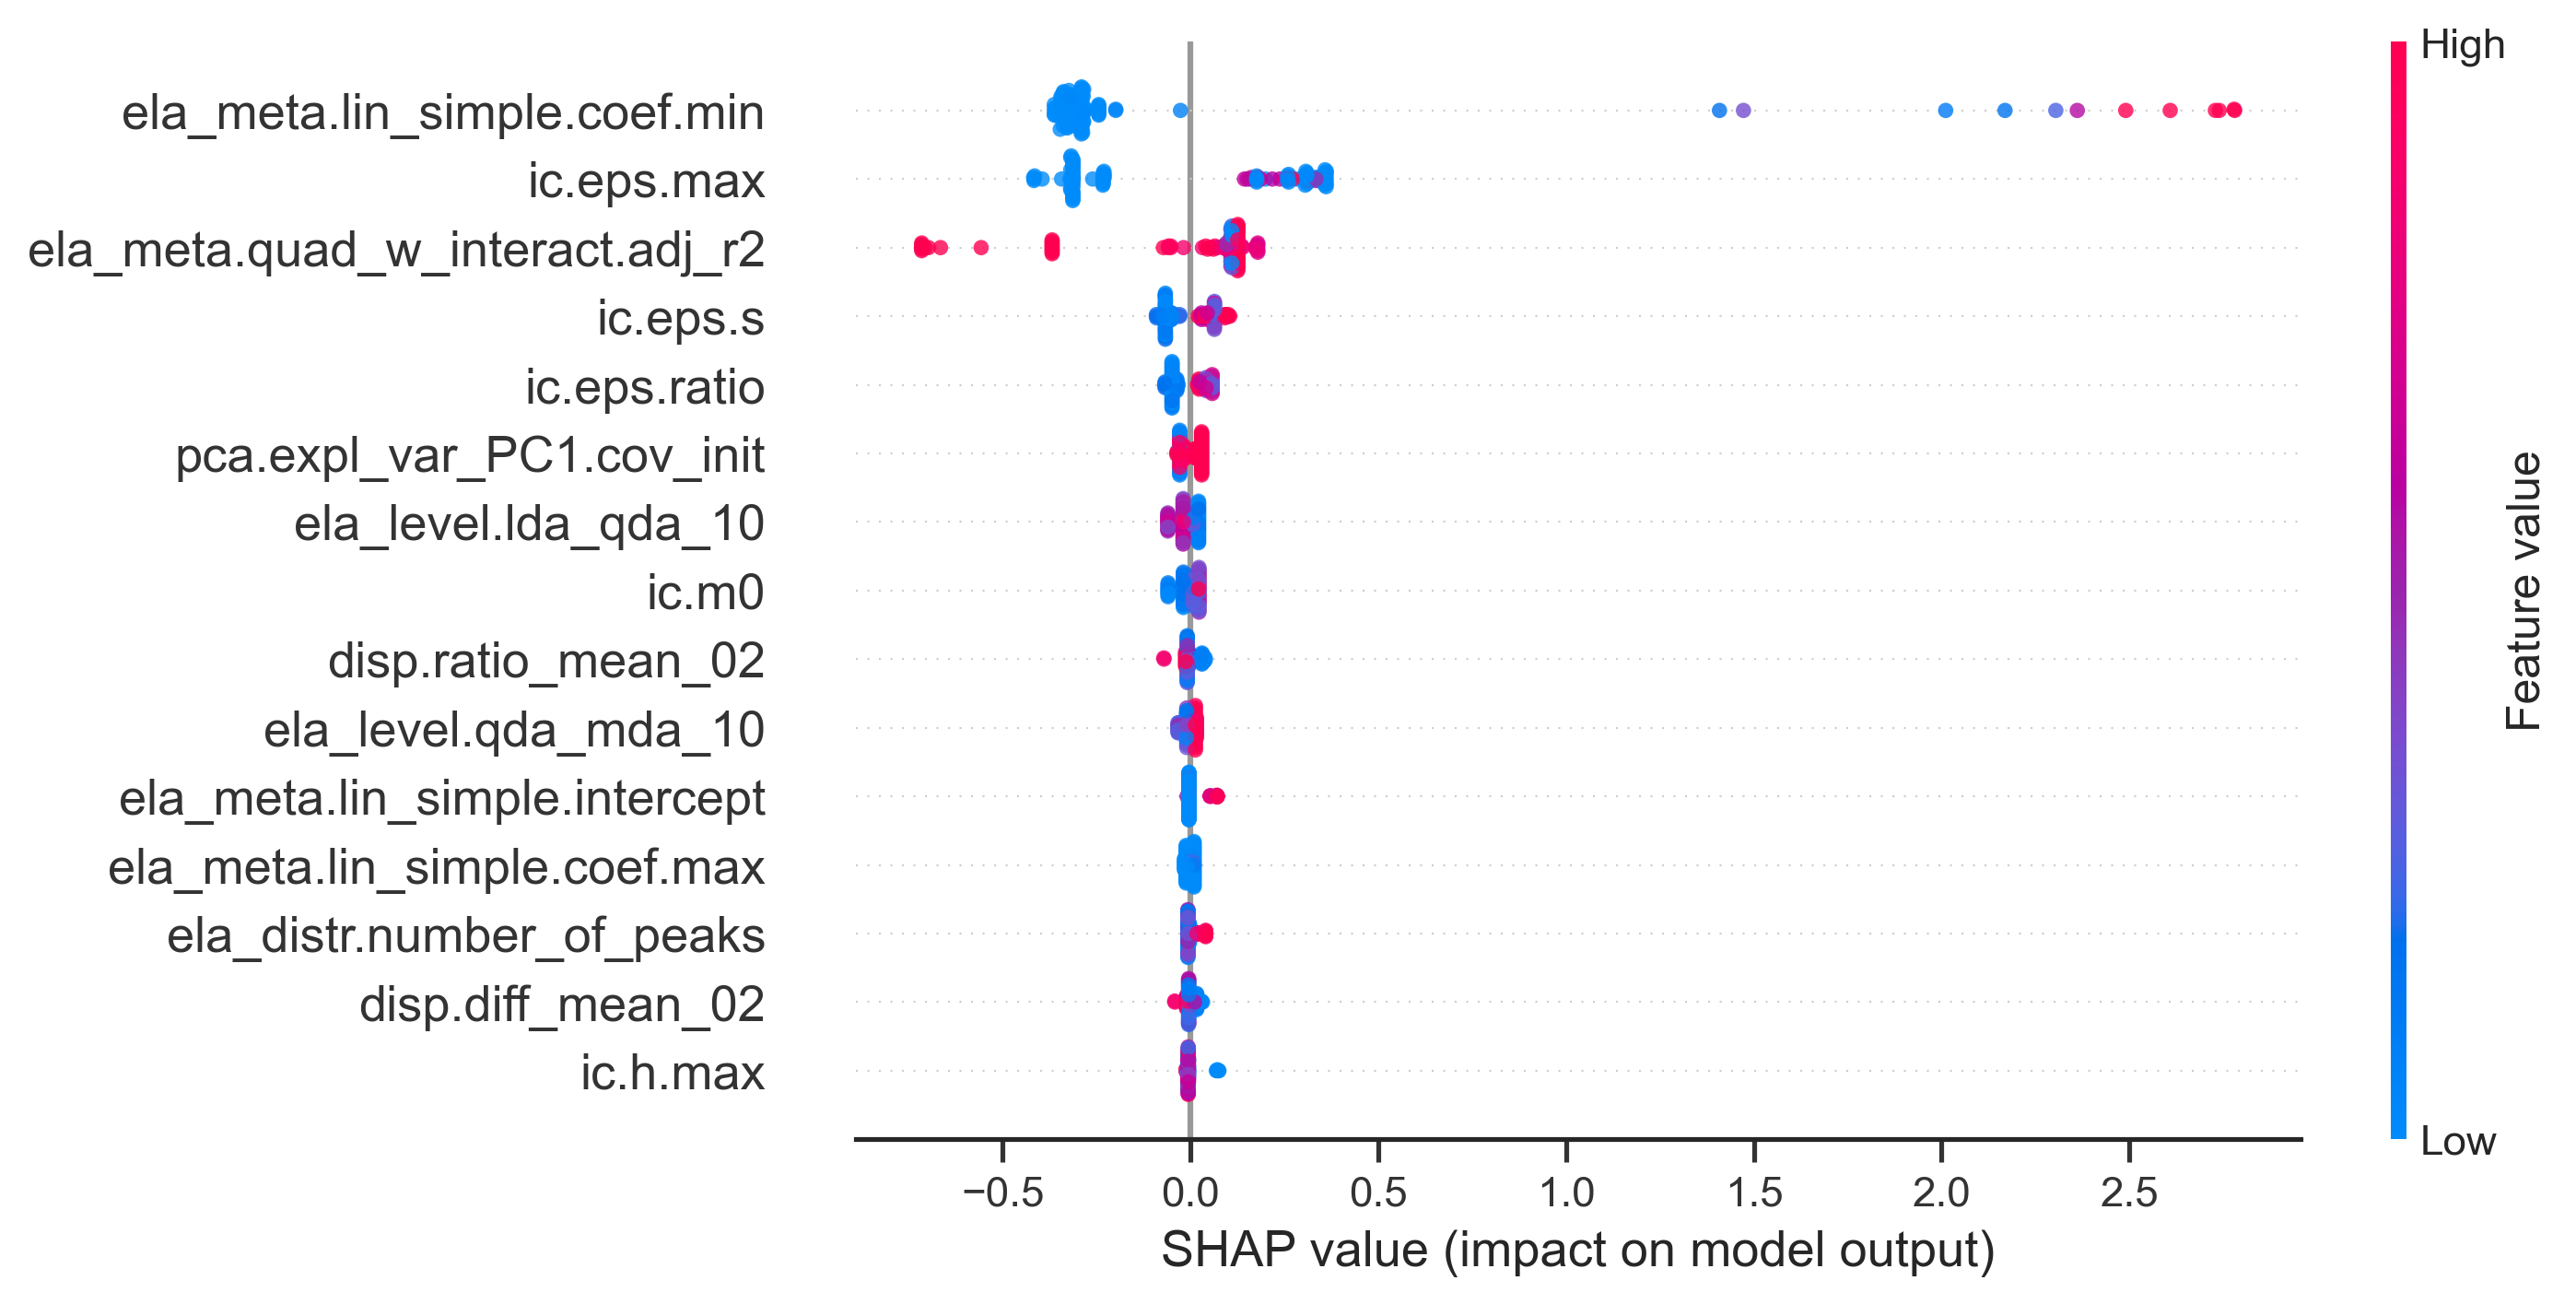 High
ela_meta.lin_simple.coef.min
ic.eps.max
ela_meta.quad_w_interact.adj_r2
ic.eps.s
ic.eps.ratio
pca.expl_var_PC1.cov_init
ela_level.lda_qda_10
ic.m0
disp.ratio_mean_02
ela_level.qda_mda_10
ela_meta.lin_simple.intercept
ela_meta.lin_simple.coef.max
ela_distr.number_of_peaks
disp.diff_mean_02
ic.h.max
Feature value
Low
−0.5 0.0 0.5 1.0 1.5 2.0 2.5
SHAP value (impact on model output)